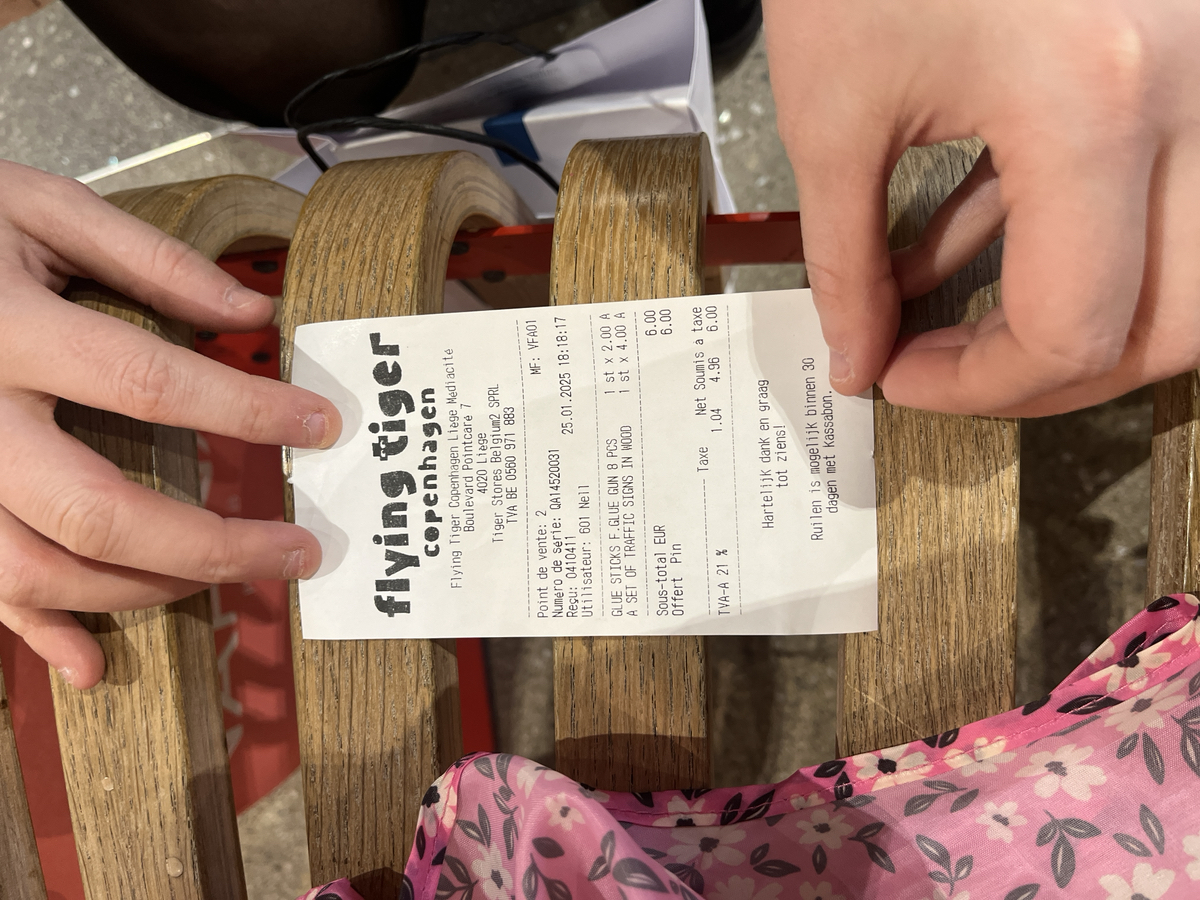 flying tiger
copenhagen
Flying Tiger Copenhagen Liege Médiacité
Boulevard Pointcaré 7
4020 Liège
Tiger Stores Belgium2 SPRL
TVA BE 0560 971 883
Point de vente: 2 MF: VFA01
Numéro de série: QA14520031
Reçu: 0410411 25.01.2025 18:18:17
Utilisateur: 601 Nell
GLUE STICKS F.GLUE GUN 8 PCS 1 st x 2.00 A
A SET OF TRAFFIC SIGNS IN WOOD 1 st x 4.00 A
Sous-total EUR 6.00
Offert Pin 6.00
Taxe Net Soumis à taxe
TVA-A 21 % 1.04 4.96 6.00
Hartelijk dank en graag
tot ziens!
Ruilen is mogelijk binnen 30
dagen met Kassabon.